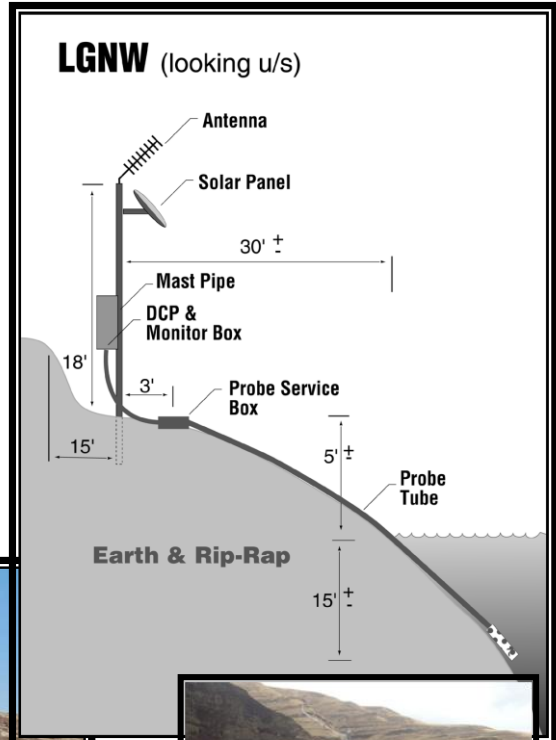 LGNW (looking u/s)
Antenna
Solar Panel
30' +
-
Mast Pipe
DCP &
Monitor Box
18'
3'
Probe Service
Box
15'
5' +
-
Probe
Tube
Earth & Rip-Rap
15' +
-